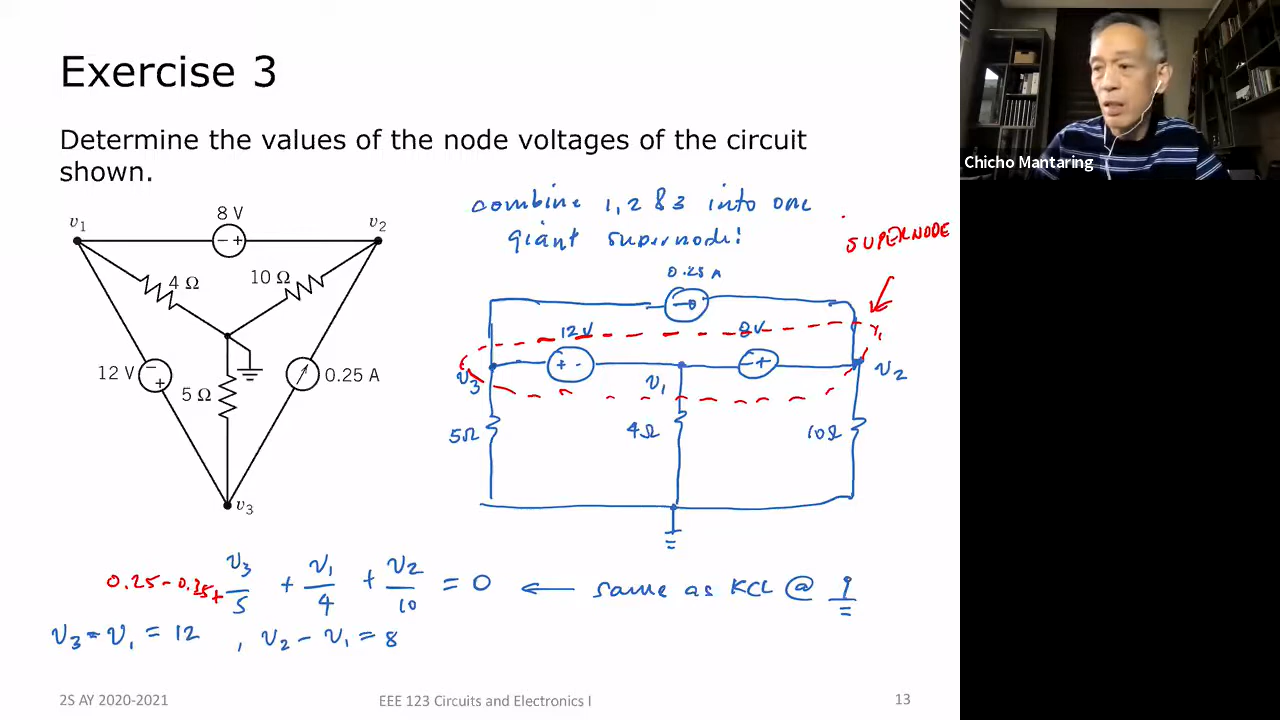 Exercise 3
Determine the values of the node voltages of the circuit
shown.
Chicho Mantaring
combine 1, 2 & 3 into one
giant supernode!
SUPERNODE
v1
8 V
v2
4 Ω
10 Ω
12 V
5 Ω
0.25 A
v3
0.25 A
12V
8V
v3
v1
v2
5Ω
4Ω
10Ω
0.25 - 0.25 + v3/5 + v1/4 + v2/10 = 0 ← same as KCL @ ⏚
v3 - v1 = 12 , v2 - v1 = 8
2S AY 2020-2021
EEE 123 Circuits and Electronics I
13